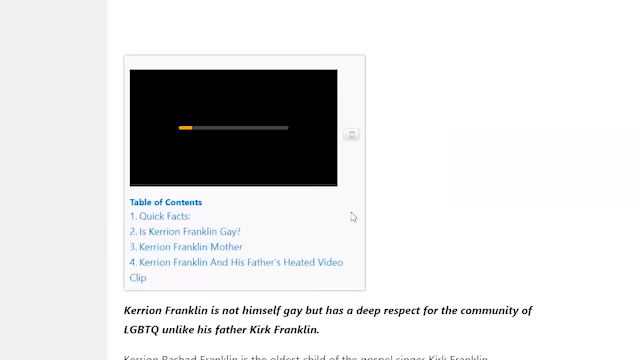 Table of Contents
1. Quick Facts:
2. Is Kerrion Franklin Gay?
3. Kerrion Franklin Mother
4. Kerrion Franklin And His Father's Heated Video
Clip
Kerrion Franklin is not himself gay but has a deep respect for the community of
LGBTQ unlike his father Kirk Franklin.
Kerrion Rashad Franklin is the oldest child of the gospel singer Kirk Franklin.